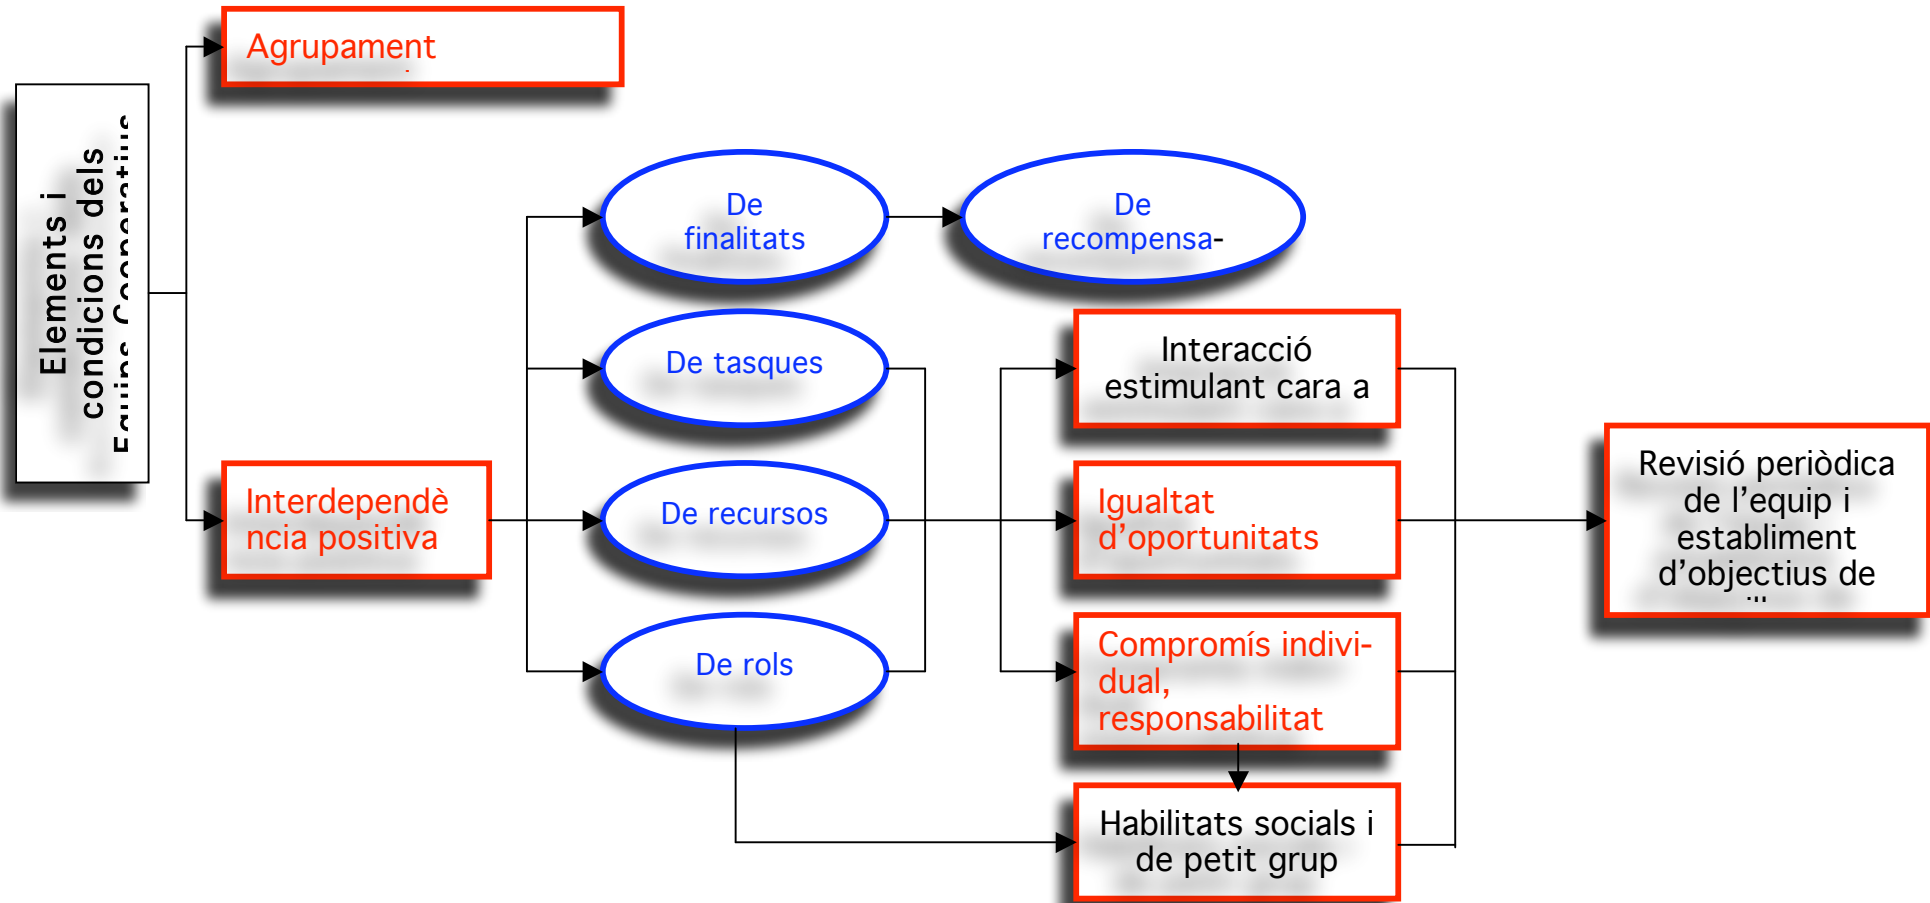 Elements i
condicions dels
Equips Cooperatius
Agrupament
De
finalitats
De
recompensa-
De tasques
Interacció
estimulant cara a
Interdependè
ncia positiva
De recursos
Igualtat
d’oportunitats
Revisió periòdica
de l’equip i
establiment
d’objectius de
De rols
Compromís indivi-
dual,
responsabilitat
Habilitats socials i
de petit grup